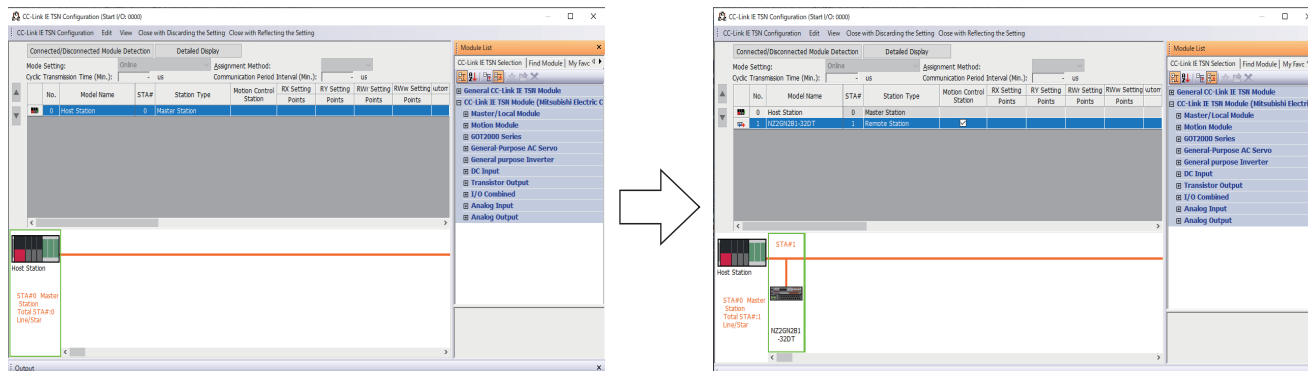 CC-Link IE TSN Configuration (Start I/O: 0000)
CC-Link IE TSN Configuration Edit View Close with Discarding the Setting Close with Reflecting the Setting
Connected/Disconnected Module Detection Detailed Display
Mode Setting: Online Assignment Method:
Cyclic Transmission Time (Min.): - us Communication Period Interval (Min.): - us
No. Model Name STA# Station Type Motion Control Station RX Setting RY Setting RWr Setting RWw Setting utom
Points Points Points Points
0 Host Station 0 Master Station
Host Station
STA#0 Master
Station
Total STA#:0
Line/Star
Output
Module List
CC-Link IE TSN Selection Find Module My Favo
General CC-Link IE TSN Module
CC-Link IE TSN Module (Mitsubishi Electric C
Master/Local Module
Motion Module
GOT2000 Series
General-Purpose AC Servo
General purpose Inverter
DC Input
Transistor Output
I/O Combined
Analog Input
Analog Output
CC-Link IE TSN Configuration (Start I/O: 0000)
CC-Link IE TSN Configuration Edit View Close with Discarding the Setting Close with Reflecting the Setting
Connected/Disconnected Module Detection Detailed Display
Mode Setting: Online Assignment Method:
Cyclic Transmission Time (Min.): - us Communication Period Interval (Min.): - us
No. Model Name STA# Station Type Motion Control Station RX Setting RY Setting RWr Setting RWw Setting utom
Points Points Points Points
0 Host Station 0 Master Station
1 NZ2GN2B1-32DT 1 Remote Station
STA#1
Host Station
STA#0 Master
Station
Total STA#:1
Line/Star
NZ2GN2B1
-32DT
Module List
CC-Link IE TSN Selection Find Module My Favc
General CC-Link IE TSN Module
CC-Link IE TSN Module (Mitsubishi Electri
Master/Local Module
Motion Module
GOT2000 Series
General-Purpose AC Servo
General purpose Inverter
DC Input
Transistor Output
I/O Combined
Analog Input
Analog Output